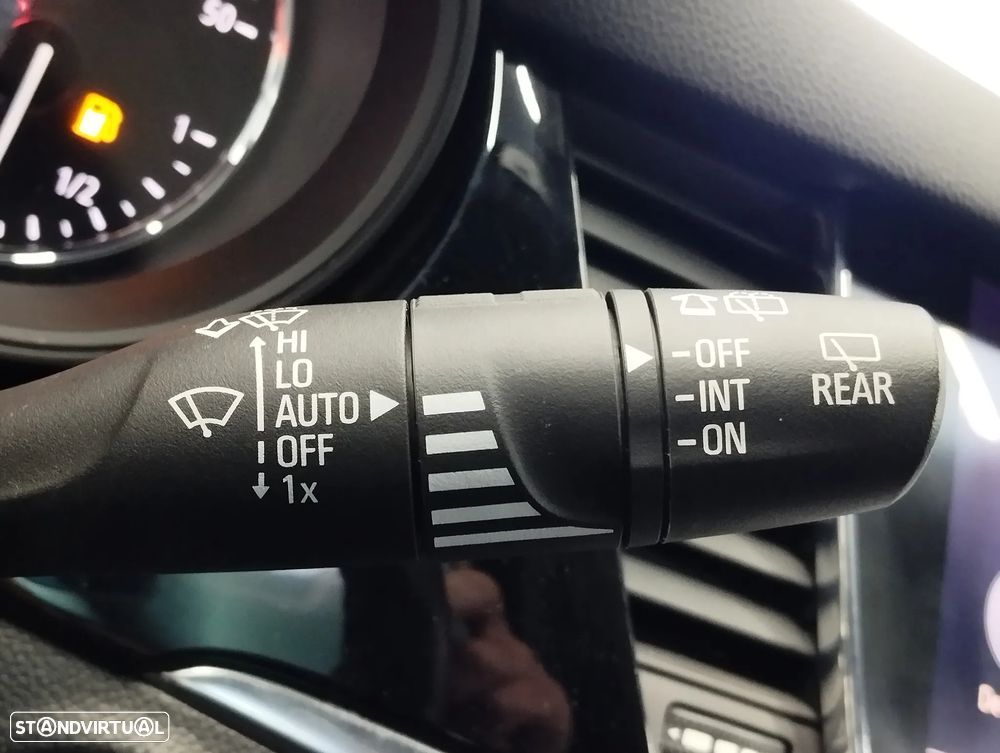 50
1
1/2
HI
LO
AUTO
OFF
1x
-OFF
-INT
-ON
REAR
STANDVIRTUAL